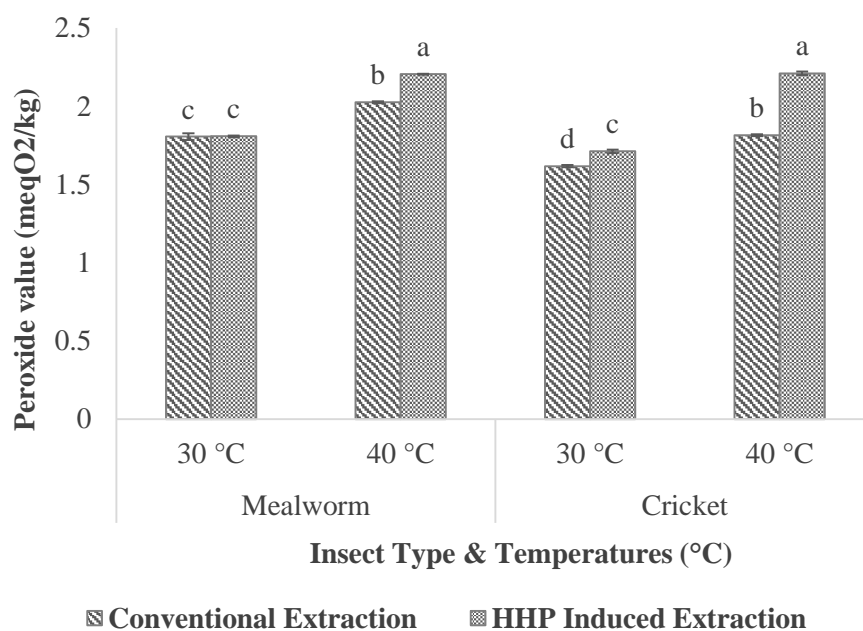 Peroxide value (meqO2/kg)
2.5
2
1.5
1
0.5
0
c c b a d c b a
30 °C 40 °C 30 °C 40 °C
Mealworm Cricket
Insect Type & Temperatures (°C)
Conventional Extraction HHP Induced Extraction